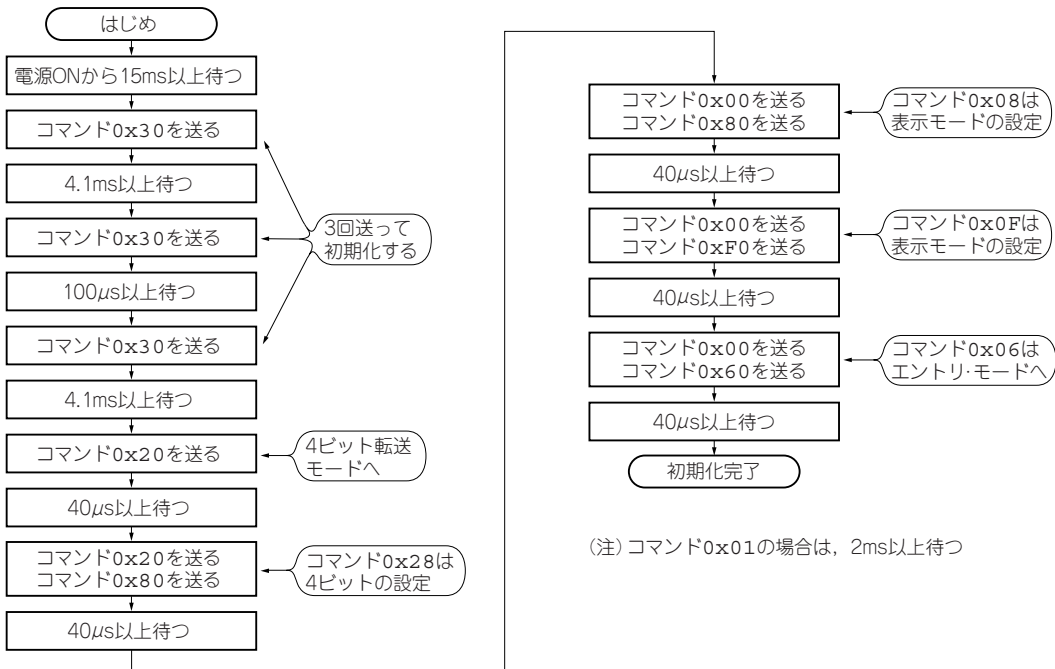 はじめ
電源ONから15ms以上待つ
コマンド0x30を送る
4.1ms以上待つ
コマンド0x30を送る
3回送って
初期化する
100μs以上待つ
コマンド0x30を送る
4.1ms以上待つ
コマンド0x20を送る
4ビット転送
モードへ
40μs以上待つ
コマンド0x20を送る
コマンド0x80を送る
コマンド0x28は
4ビットの設定
40μs以上待つ
コマンド0x00を送る
コマンド0x80を送る
コマンド0x08は
表示モードの設定
40μs以上待つ
コマンド0x00を送る
コマンド0xF0を送る
コマンド0x0Fは
表示モードの設定
40μs以上待つ
コマンド0x00を送る
コマンド0x60を送る
コマンド0x06は
エントリ・モードへ
40μs以上待つ
初期化完了
(注)コマンド0x01の場合は，2ms以上待つ